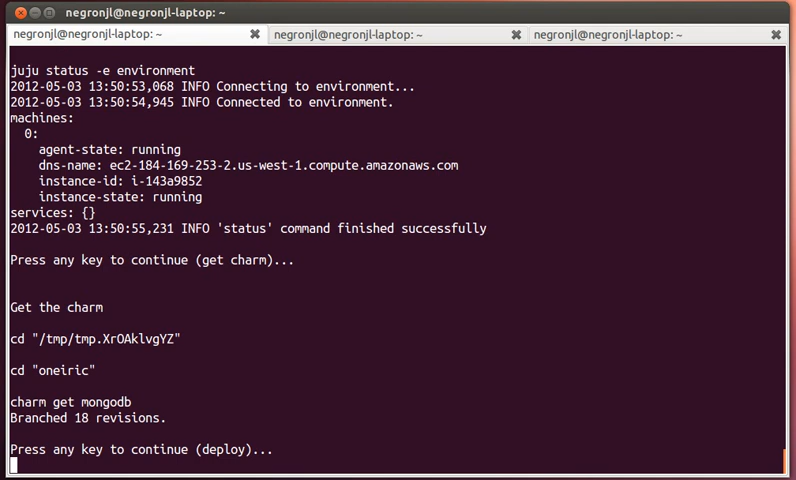 negronjl@negronjl-laptop: ~
negronjl@negronjl-laptop: ~ negronjl@negronjl-laptop: ~ negronjl@negronjl-laptop: ~
juju status -e environment
2012-05-03 13:50:53,068 INFO Connecting to environment...
2012-05-03 13:50:54,945 INFO Connected to environment.
machines:
0:
agent-state: running
dns-name: ec2-184-169-253-2.us-west-1.compute.amazonaws.com
instance-id: i-143a9852
instance-state: running
services: {}
2012-05-03 13:50:55,231 INFO 'status' command finished successfully
Press any key to continue (get charm)...
Get the charm
cd "/tmp/tmp.XrOAklvgYZ"
cd "oneiric"
charm get mongodb
Branched 18 revisions.
Press any key to continue (deploy)...